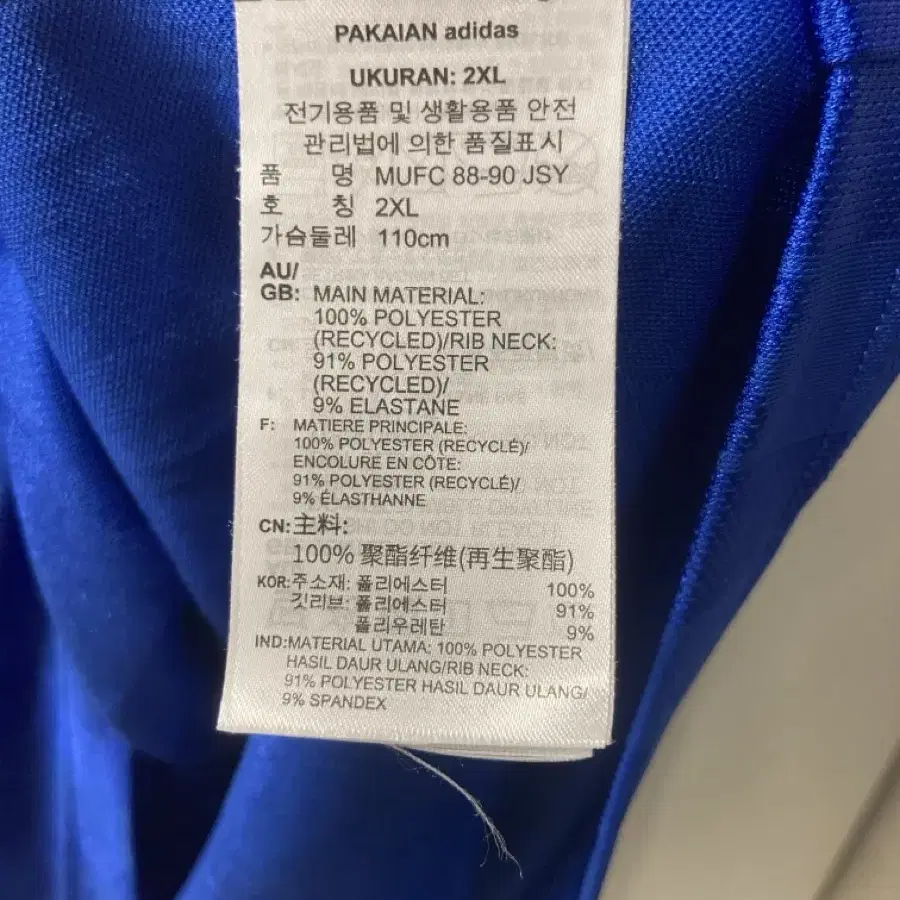 PAKAIAN adidas
UKURAN: 2XL
전기용품 및 생활용품 안전
관리법에 의한 품질표시
품 명 MUFC 88-90 JSY
호 칭 2XL
가슴둘레 110cm
AU/
GB: MAIN MATERIAL:
100% POLYESTER
(RECYCLED)/RIB NECK:
91% POLYESTER
(RECYCLED)/
9% ELASTANE
F: MATIERE PRINCIPALE:
100% POLYESTER (RECYCLÉ)/
ENCOLURE EN CÔTE:
91% POLYESTER (RECYCLÉ)/
9% ÉLASTHANNE
CN:主料:
100% 聚酯纤维(再生聚酯)
KOR:주소재: 폴리에스터 100%
깃리브: 폴리에스터 91%
폴리우레탄 9%
IND:MATERIAL UTAMA: 100% POLYESTER
HASIL DAUR ULANG/RIB NECK:
91% POLYESTER HASIL DAUR ULANG/
9% SPANDEX